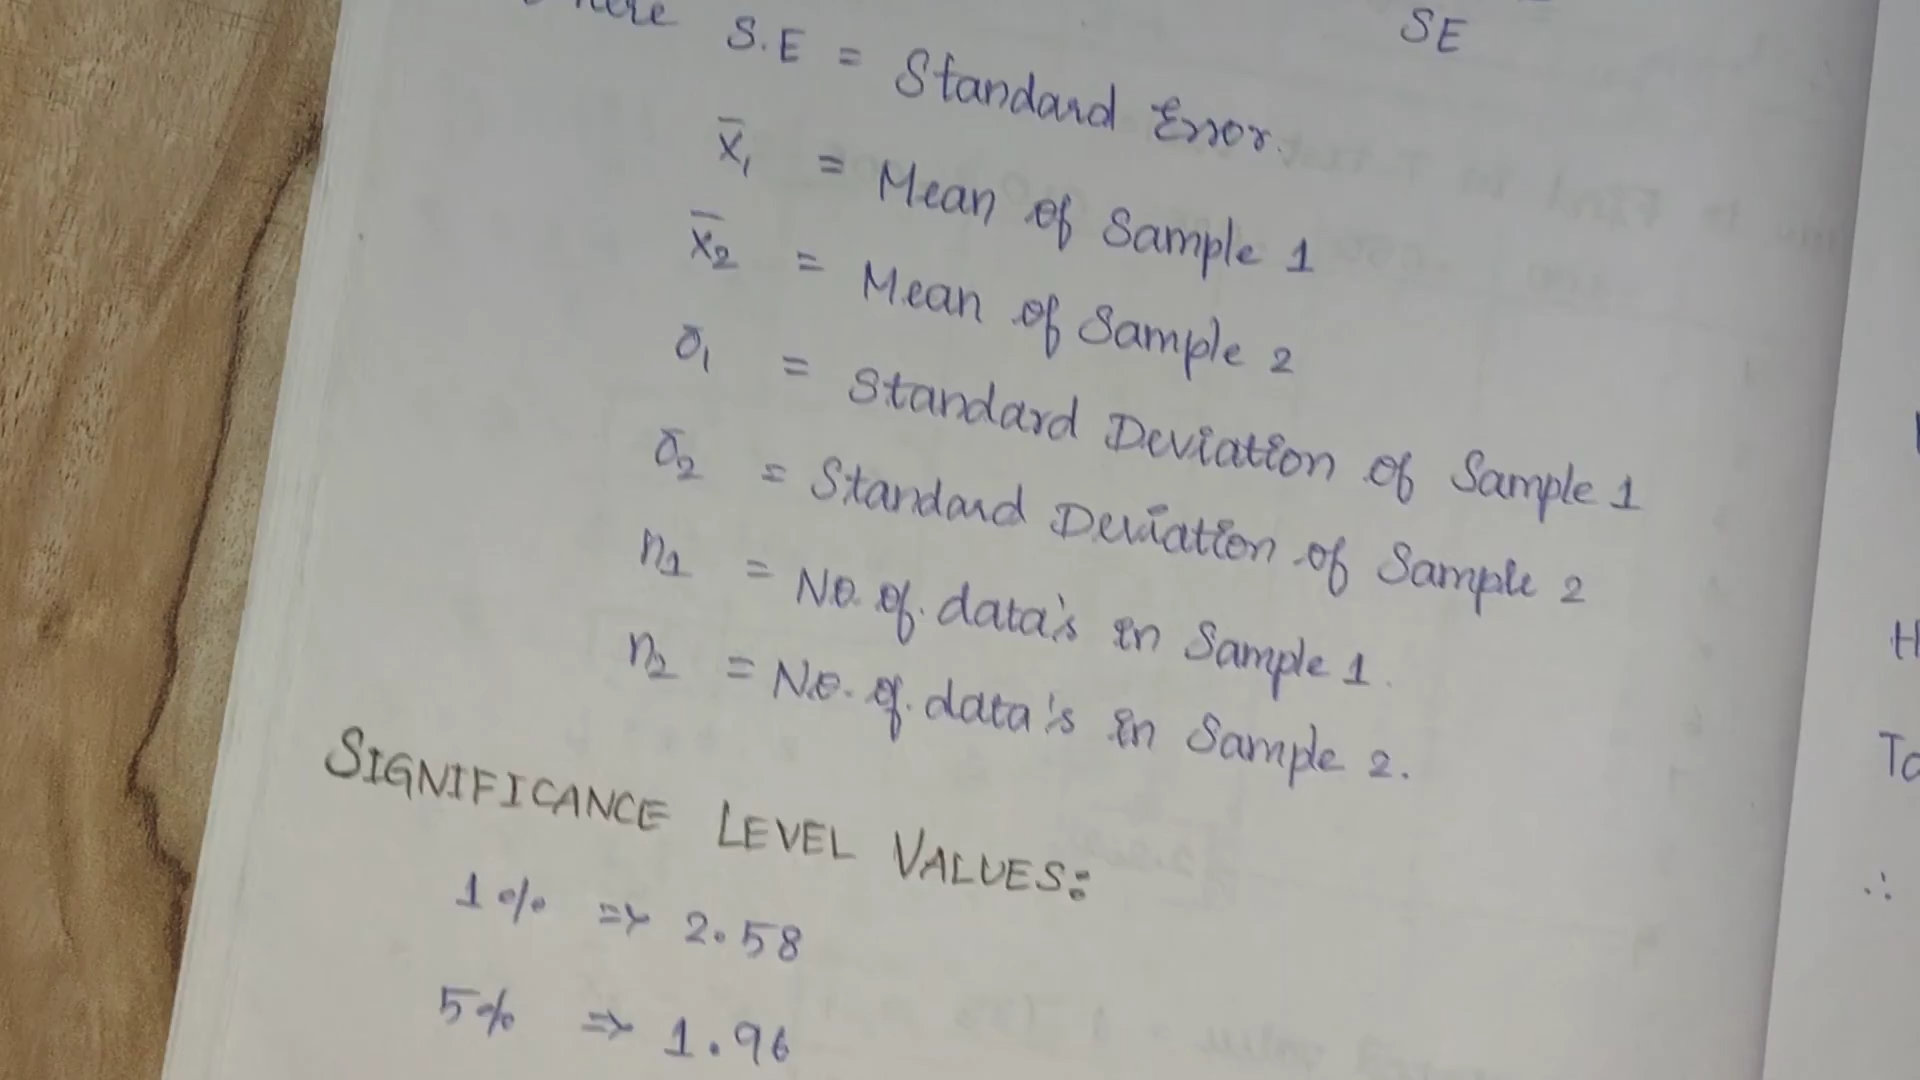 SE
here S.E = Standard Error.
x̄₁ = Mean of Sample 1
x̄₂ = Mean of Sample 2
σ₁ = Standard Deviation of Sample 1
σ₂ = Standard Deviation of Sample 2
n₁ = No. of. data's in Sample 1.
n₂ = No. of. data's in Sample 2.
SIGNIFICANCE LEVEL VALUES:
1% => 2.58
5% => 1.96
∴